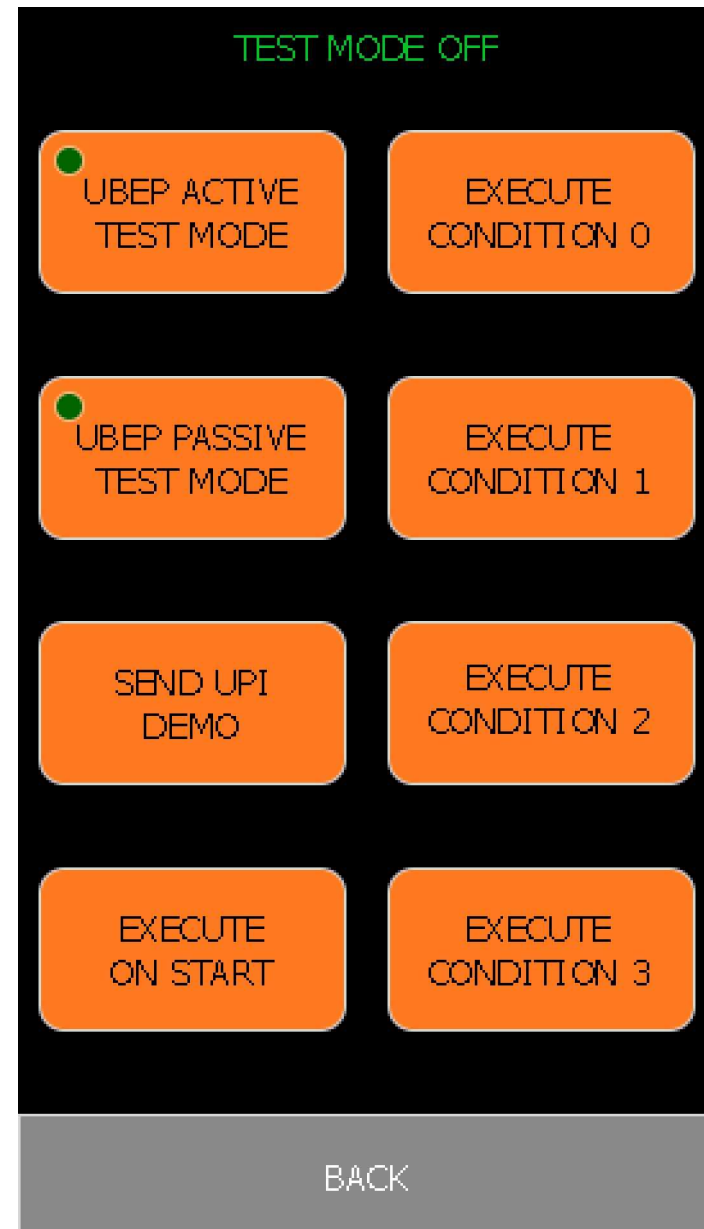 TEST MODE OFF
UBEP ACTIVE
TEST MODE
EXECUTE
CONDITION 0
UBEP PASSIVE
TEST MODE
EXECUTE
CONDITION 1
SEND UPI
DEMO
EXECUTE
CONDITION 2
EXECUTE
ON START
EXECUTE
CONDITION 3
BACK